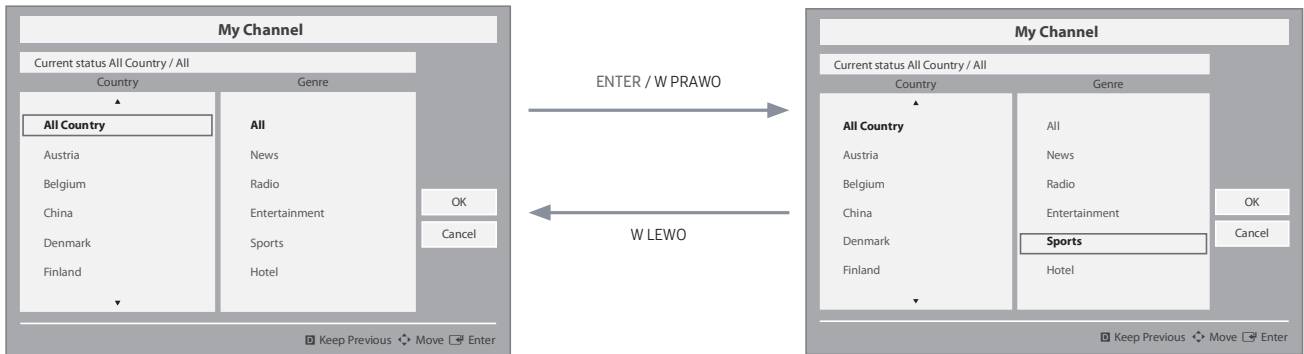 My Channel
Current status All Country / All
Country Genre
▲
All Country All
Austria News
Belgium Radio
China Entertainment
Denmark Sports
Finland Hotel
▼
OK
Cancel
D Keep Previous Move Enter
ENTER / W PRAWO
W LEWO
My Channel
Current status All Country / All
Country Genre
▲
All Country All
Austria News
Belgium Radio
China Entertainment
Denmark Sports
Finland Hotel
▼
OK
Cancel
D Keep Previous Move Enter